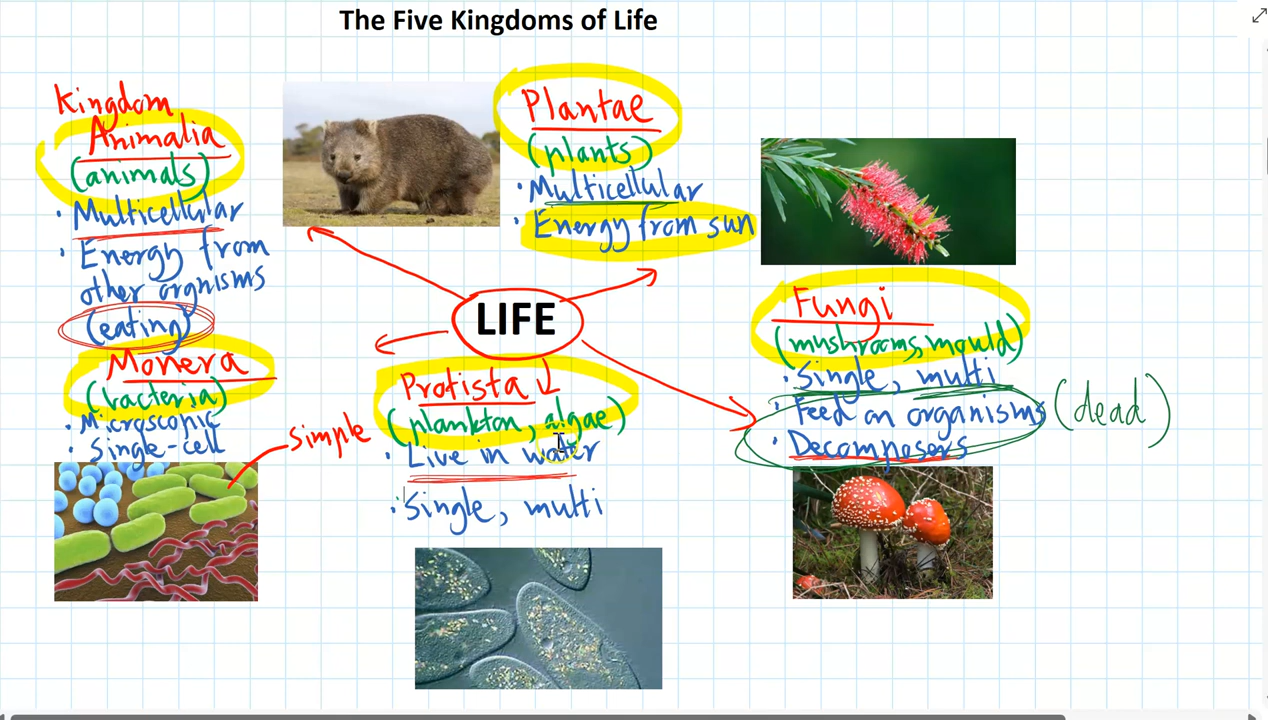 The Five Kingdoms of Life
Kingdom
Animalia
(animals)
· Multicellular
· Energy from
other orgnisms
(eating)
Plantae
(plants)
· Multicellular
· Energy from sun
LIFE
Fungi
(mushrooms, mould)
· Single, multi
· Feed on organisms
· Decomposers
(dead)
Monera
(bacteria)
· Microscopic
· Single-cell
Simple
Protista
(plankton, algae)
· Live in water
· Single, multi